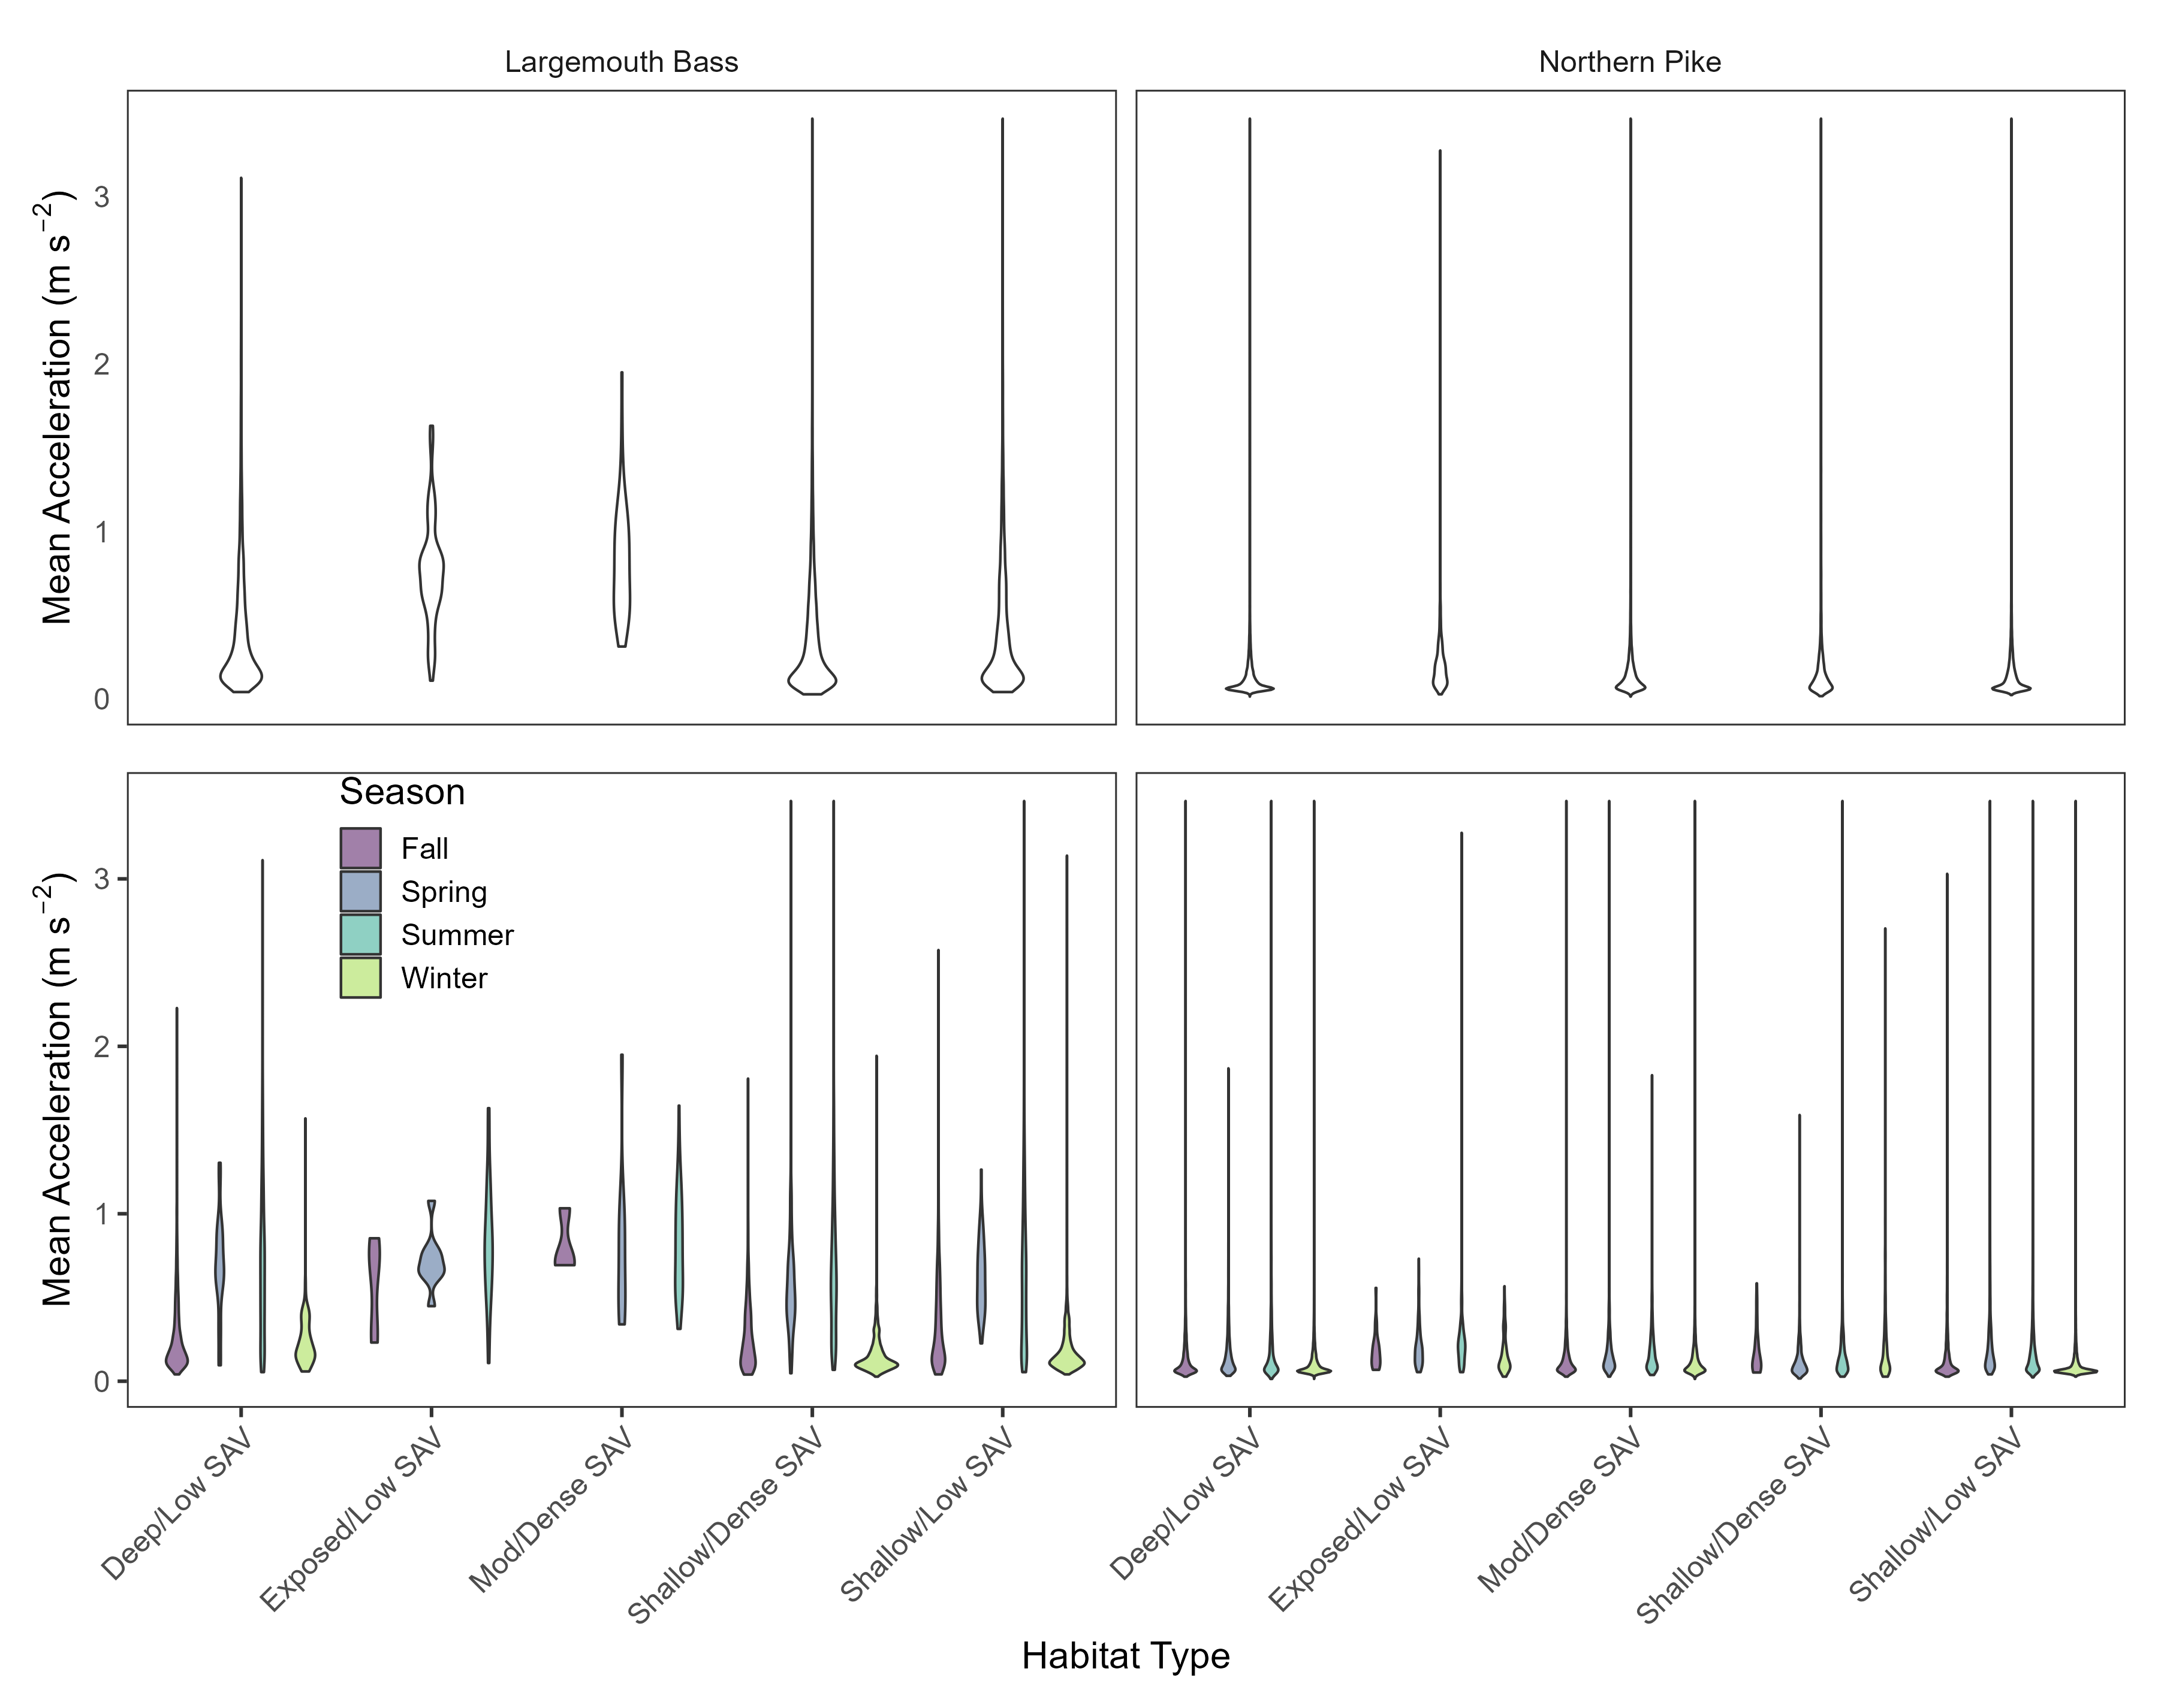 Largemouth Bass
Northern Pike
Mean Acceleration (m s⁻²)
3
2
1
0
Mean Acceleration (m s⁻²)
3
2
1
0
Season
Fall
Spring
Summer
Winter
Deep/Low SAV
Exposed/Low SAV
Mod/Dense SAV
Shallow/Dense SAV
Shallow/Low SAV
Deep/Low SAV
Exposed/Low SAV
Mod/Dense SAV
Shallow/Dense SAV
Shallow/Low SAV
Habitat Type